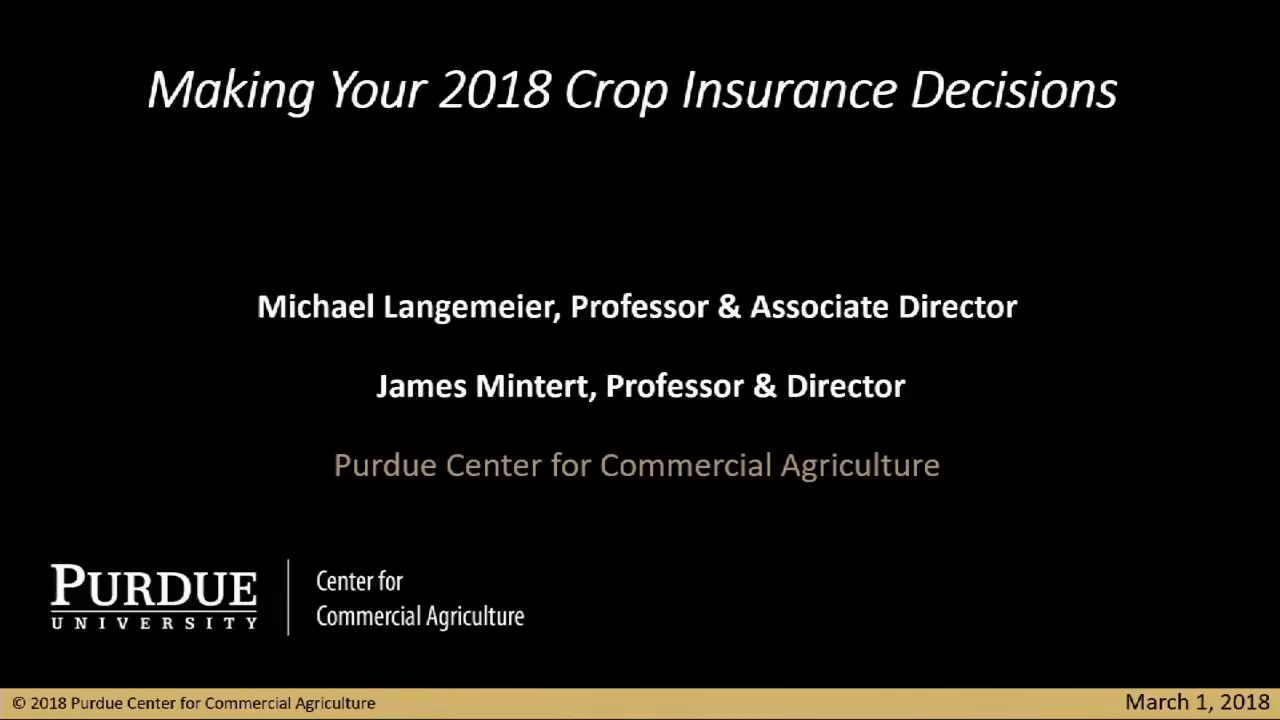 Making Your 2018 Crop Insurance Decisions
Michael Langemeier, Professor & Associate Director
James Mintert, Professor & Director
Purdue Center for Commercial Agriculture
PURDUE
UNIVERSITY
Center for
Commercial Agriculture
© 2018 Purdue Center for Commercial Agriculture
March 1, 2018